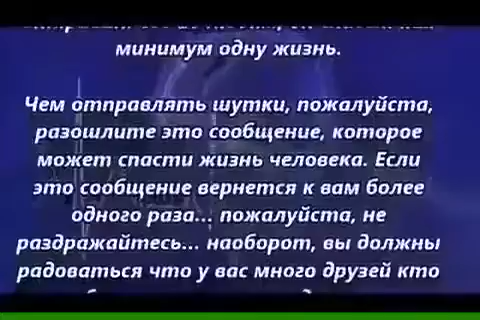 минимум одну жизнь.
Чем отправлять шутки, пожалуйста,
разошлите это сообщение, которое
может спасти жизнь человека. Если
это сообщение вернется к вам более
одного раза... пожалуйста, не
раздражайтесь... наоборот, вы должны
радоваться что у вас много друзей кто